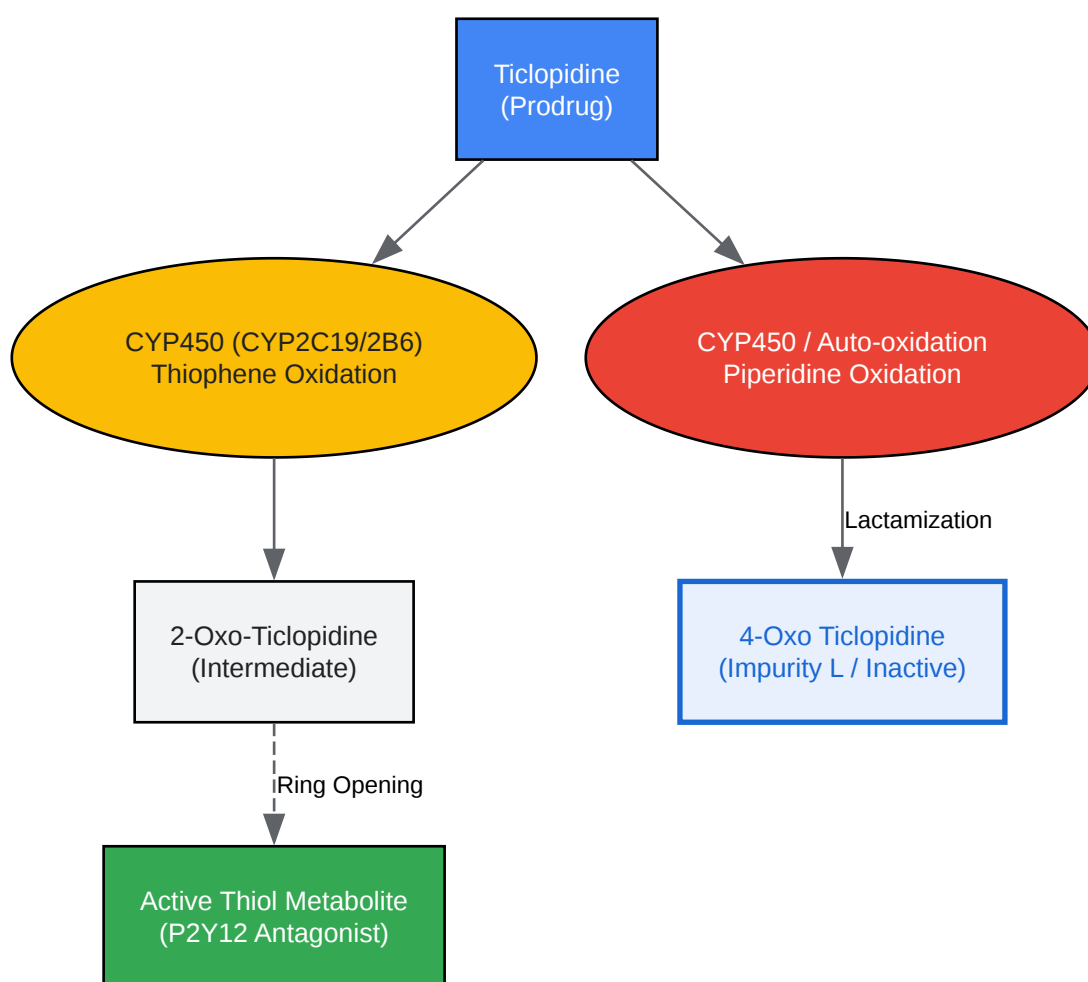 Ticlopidine
(Prodrug)
CYP450 (CYP2C19/2B6)
Thiophene Oxidation
CYP450 / Auto-oxidation
Piperidine Oxidation
Lactamization
2-Oxo-Ticlopidine
(Intermediate)
4-Oxo Ticlopidine
(Impurity L / Inactive)
Ring Opening
Active Thiol Metabolite
(P2Y12 Antagonist)